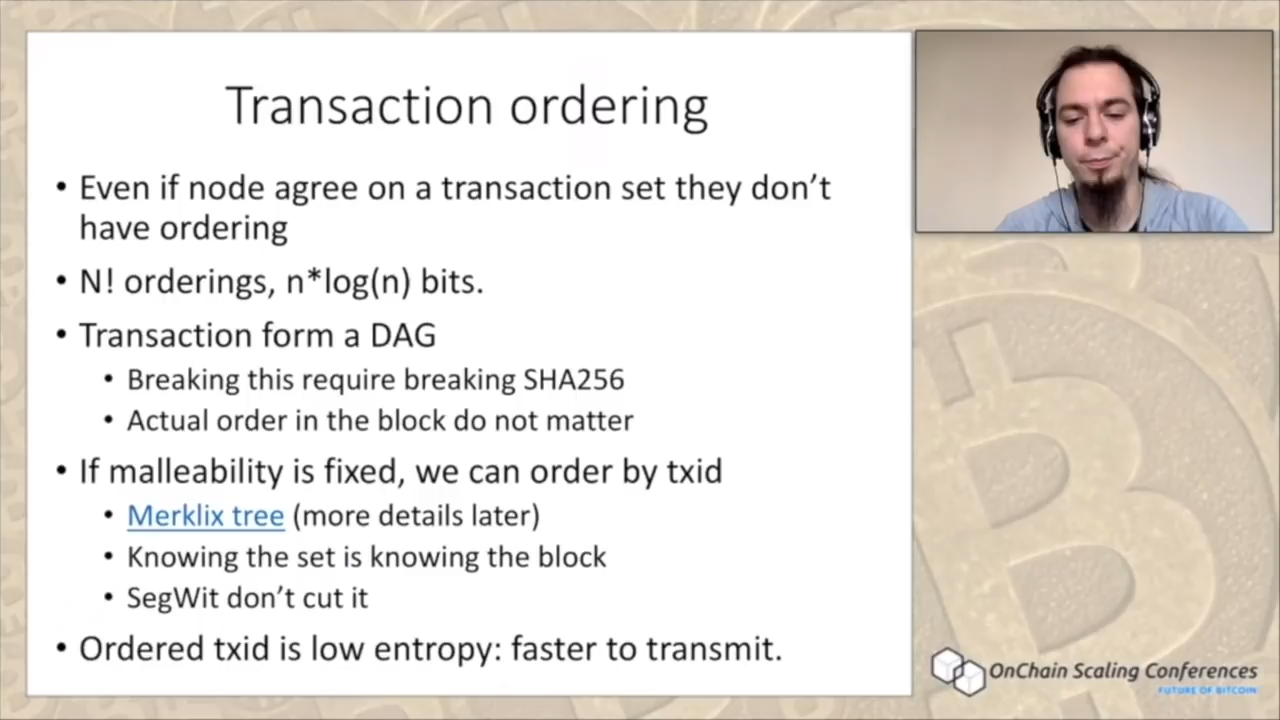 Transaction ordering
• Even if node agree on a transaction set they don't
have ordering
• N! orderings, n*log(n) bits.
• Transaction form a DAG
• Breaking this require breaking SHA256
• Actual order in the block do not matter
• If malleability is fixed, we can order by txid
• Merklix tree (more details later)
• Knowing the set is knowing the block
• SegWit don't cut it
• Ordered txid is low entropy: faster to transmit.
OnChain Scaling Conferences
FUTURE OF BITCOIN